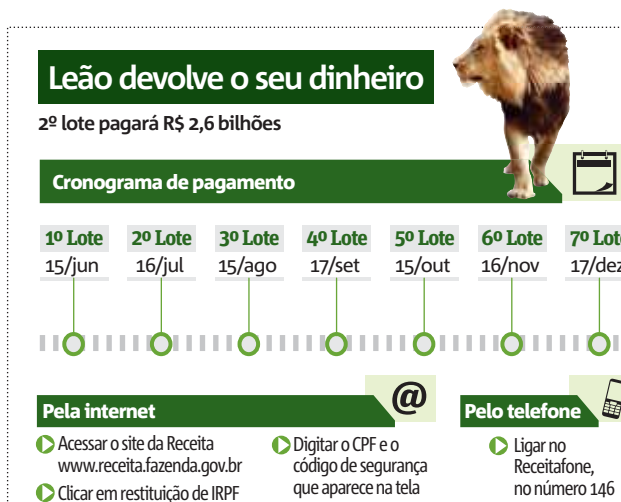 Leão devolve o seu dinheiro
2º lote pagará R$ 2,6 bilhões
Cronograma de pagamento
1º Lote 2º Lote 3º Lote 4º Lote 5º Lote 6º Lote 7º Lot
15/jun 16/jul 15/ago 17/set 15/out 16/nov 17/dez
Pela internet
@
Acessar o site da Receita
www.receita.fazenda.gov.br
Clicar em restituição de IRPF
Digitar o CPF e o
código de segurança
que aparece na tela
Pelo telefone
Ligar no
Receitafone,
no número 146